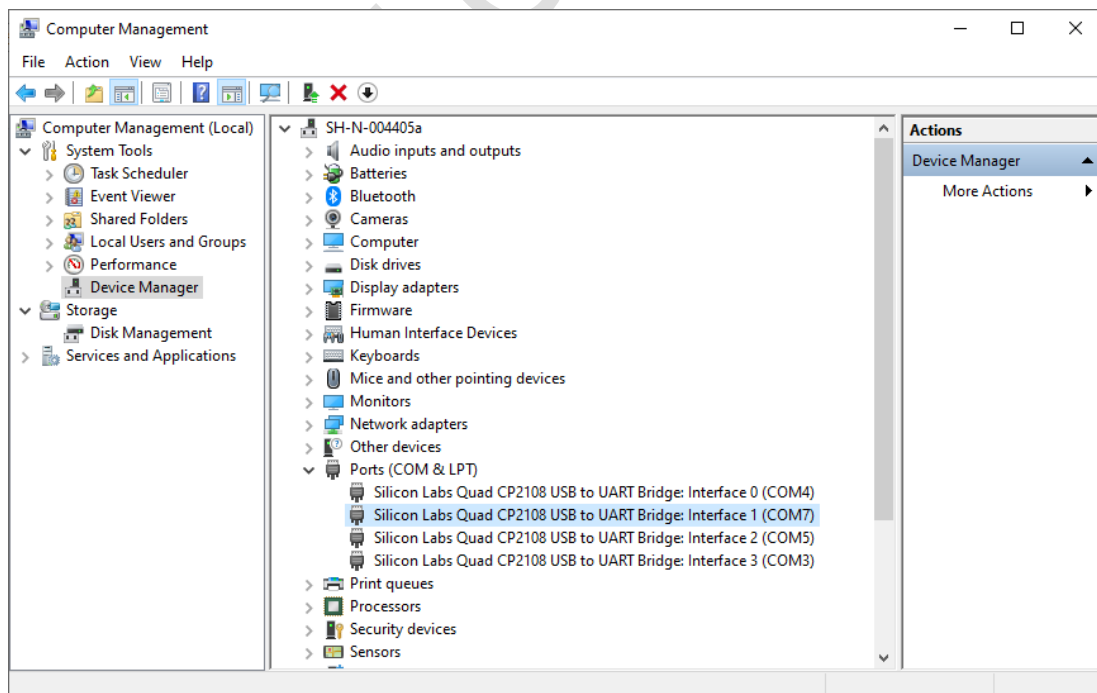 Computer Management
File Action View Help
Computer Management (Local)
System Tools
Task Scheduler
Event Viewer
Shared Folders
Local Users and Groups
Performance
Device Manager
Storage
Disk Management
Services and Applications
SH-N-004405a
Audio inputs and outputs
Batteries
Bluetooth
Cameras
Computer
Disk drives
Display adapters
Firmware
Human Interface Devices
Keyboards
Mice and other pointing devices
Monitors
Network adapters
Other devices
Ports (COM & LPT)
Silicon Labs Quad CP2108 USB to UART Bridge: Interface 0 (COM4)
Silicon Labs Quad CP2108 USB to UART Bridge: Interface 1 (COM7)
Silicon Labs Quad CP2108 USB to UART Bridge: Interface 2 (COM5)
Silicon Labs Quad CP2108 USB to UART Bridge: Interface 3 (COM3)
Print queues
Processors
Security devices
Sensors
Actions
Device Manager
More Actions